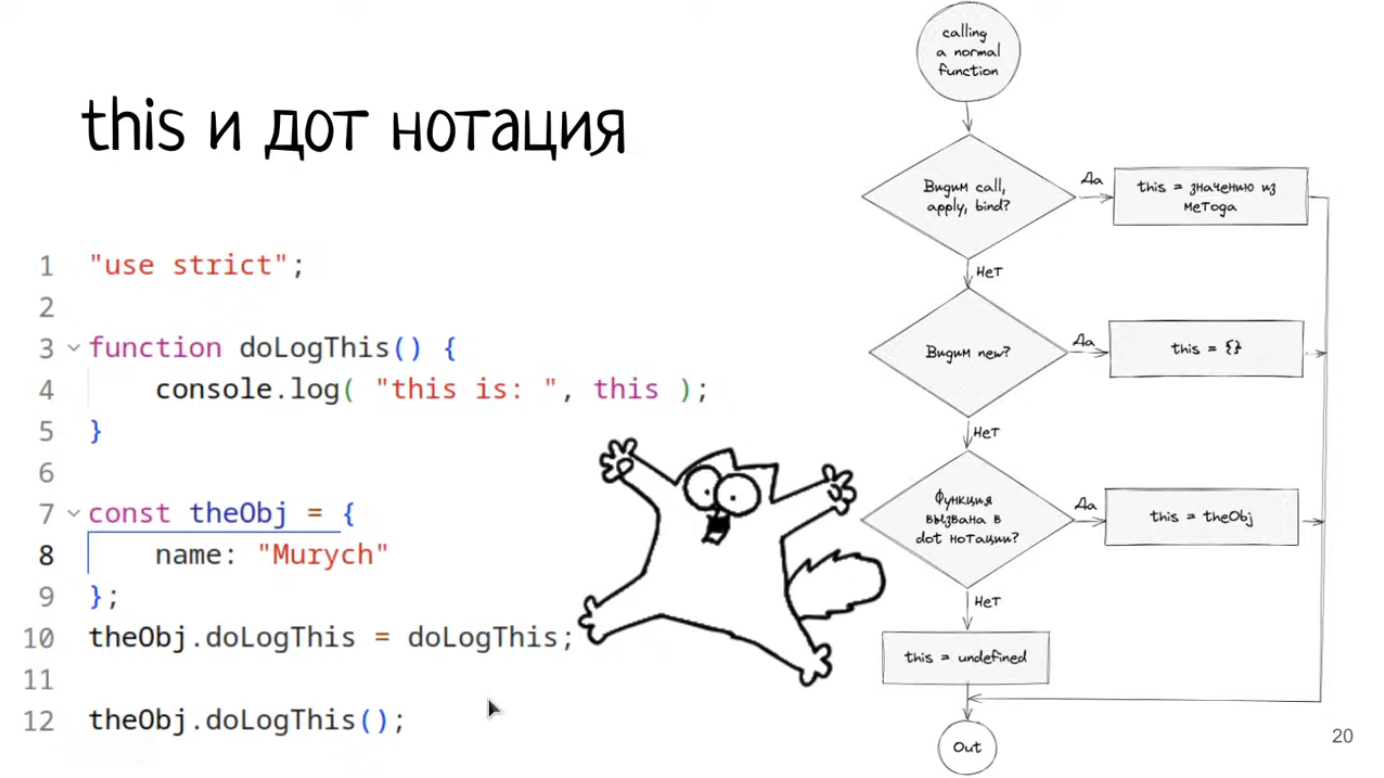 this и дот нотация
1 "use strict";
2
3 function doLogThis() {
4 console.log( "this is: ", this );
5 }
6
7 const theObj = {
8 name: "Murych"
9 };
10 theObj.doLogThis = doLogThis;
11
12 theObj.doLogThis();
calling
a normal
function
Видим call,
apply, bind?
Да
this = значению из
метода
Нет
Видим new?
Да
this = {}
Нет
Функция
вызвана в
dot нотации?
Да
this = theObj
Нет
this = undefined
Out
20